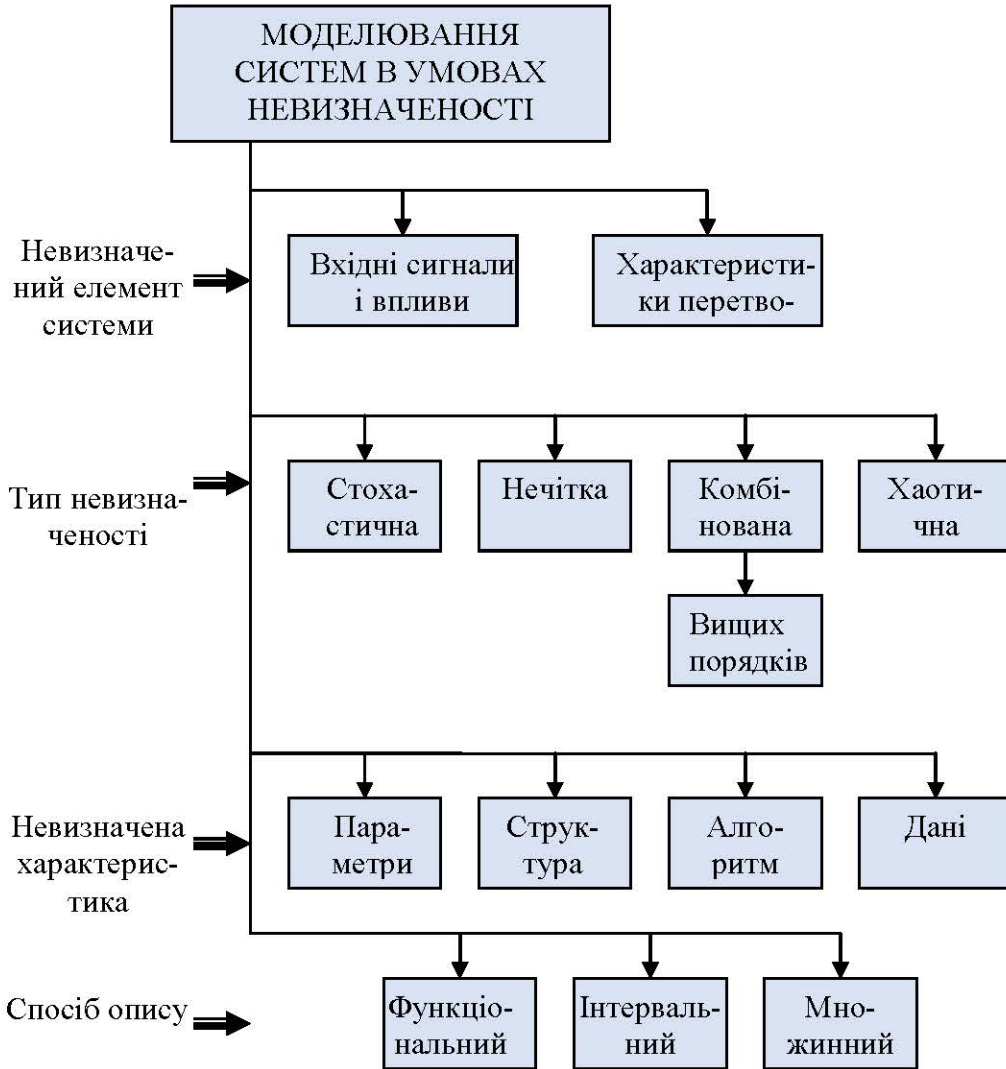 МОДЕЛЮВАННЯ
СИСТЕМ В УМОВАХ
НЕВИЗНАЧЕНОСТІ
Невизначе-
ний елемент
системи
Вхідні сигнали
і впливи
Характеристи-
ки перетво-
Тип невизна-
ченості
Стоха-
стична
Нечітка
Комбі-
нована
Хаоти-
чна
Вищих
порядків
Невизначена
характерис-
тика
Пара-
метри
Струк-
тура
Алго-
ритм
Дані
Спосіб опису
Функціо-
нальний
Інтерваль-
ний
Мно-
жинний